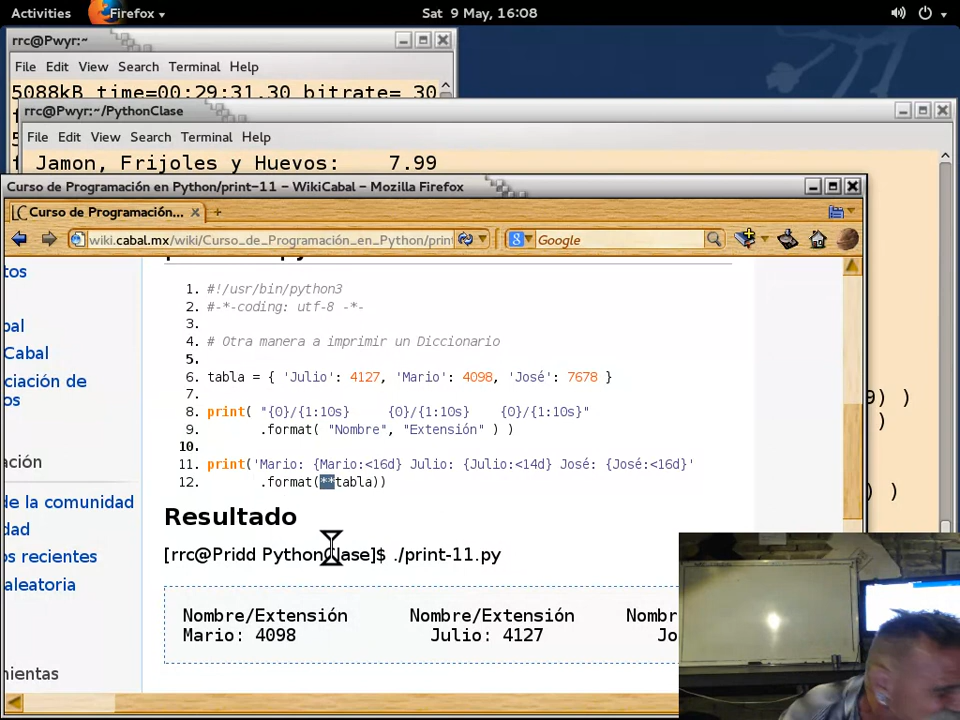 Activities Firefox Sat 9 May, 16:08
rrc@Pwyr:~
File Edit View Search Terminal Help
5088kB time=00:29:31.30 bitrate= 30
rrc@Pwyr:~/PythonClase
File Edit View Search Terminal Help
Jamon, Frijoles y Huevos: 7.99
Curso de Programación en Python/print-11 – WikiCabal – Mozilla Firefox
Curso de Programación...
wiki.cabal.mx/wiki/Curso_de_Programación_en_Python/prin
Google
tos
bal
Cabal
ciación de
os
ación
de la comunidad
dad
os recientes
aleatoria
mientas
1. #!/usr/bin/python3
2. #-*-coding: utf-8 -*-
3.
4. # Otra manera a imprimir un Diccionario
5.
6. tabla = { 'Julio': 4127, 'Mario': 4098, 'José': 7678 }
7.
8. print( "{0}/{1:10s} {0}/{1:10s} {0}/{1:10s}"
9. .format( "Nombre", "Extensión" ) )
10.
11. print('Mario: {Mario:<16d} Julio: {Julio:<14d} José: {José:<16d}'
12. .format(**tabla))
Resultado
[rrc@Pridd PythonClase]$ ./print-11.py
Nombre/Extensión Nombre/Extensión Nomb
Mario: 4098 Julio: 4127 Jo
9) )
)
) )